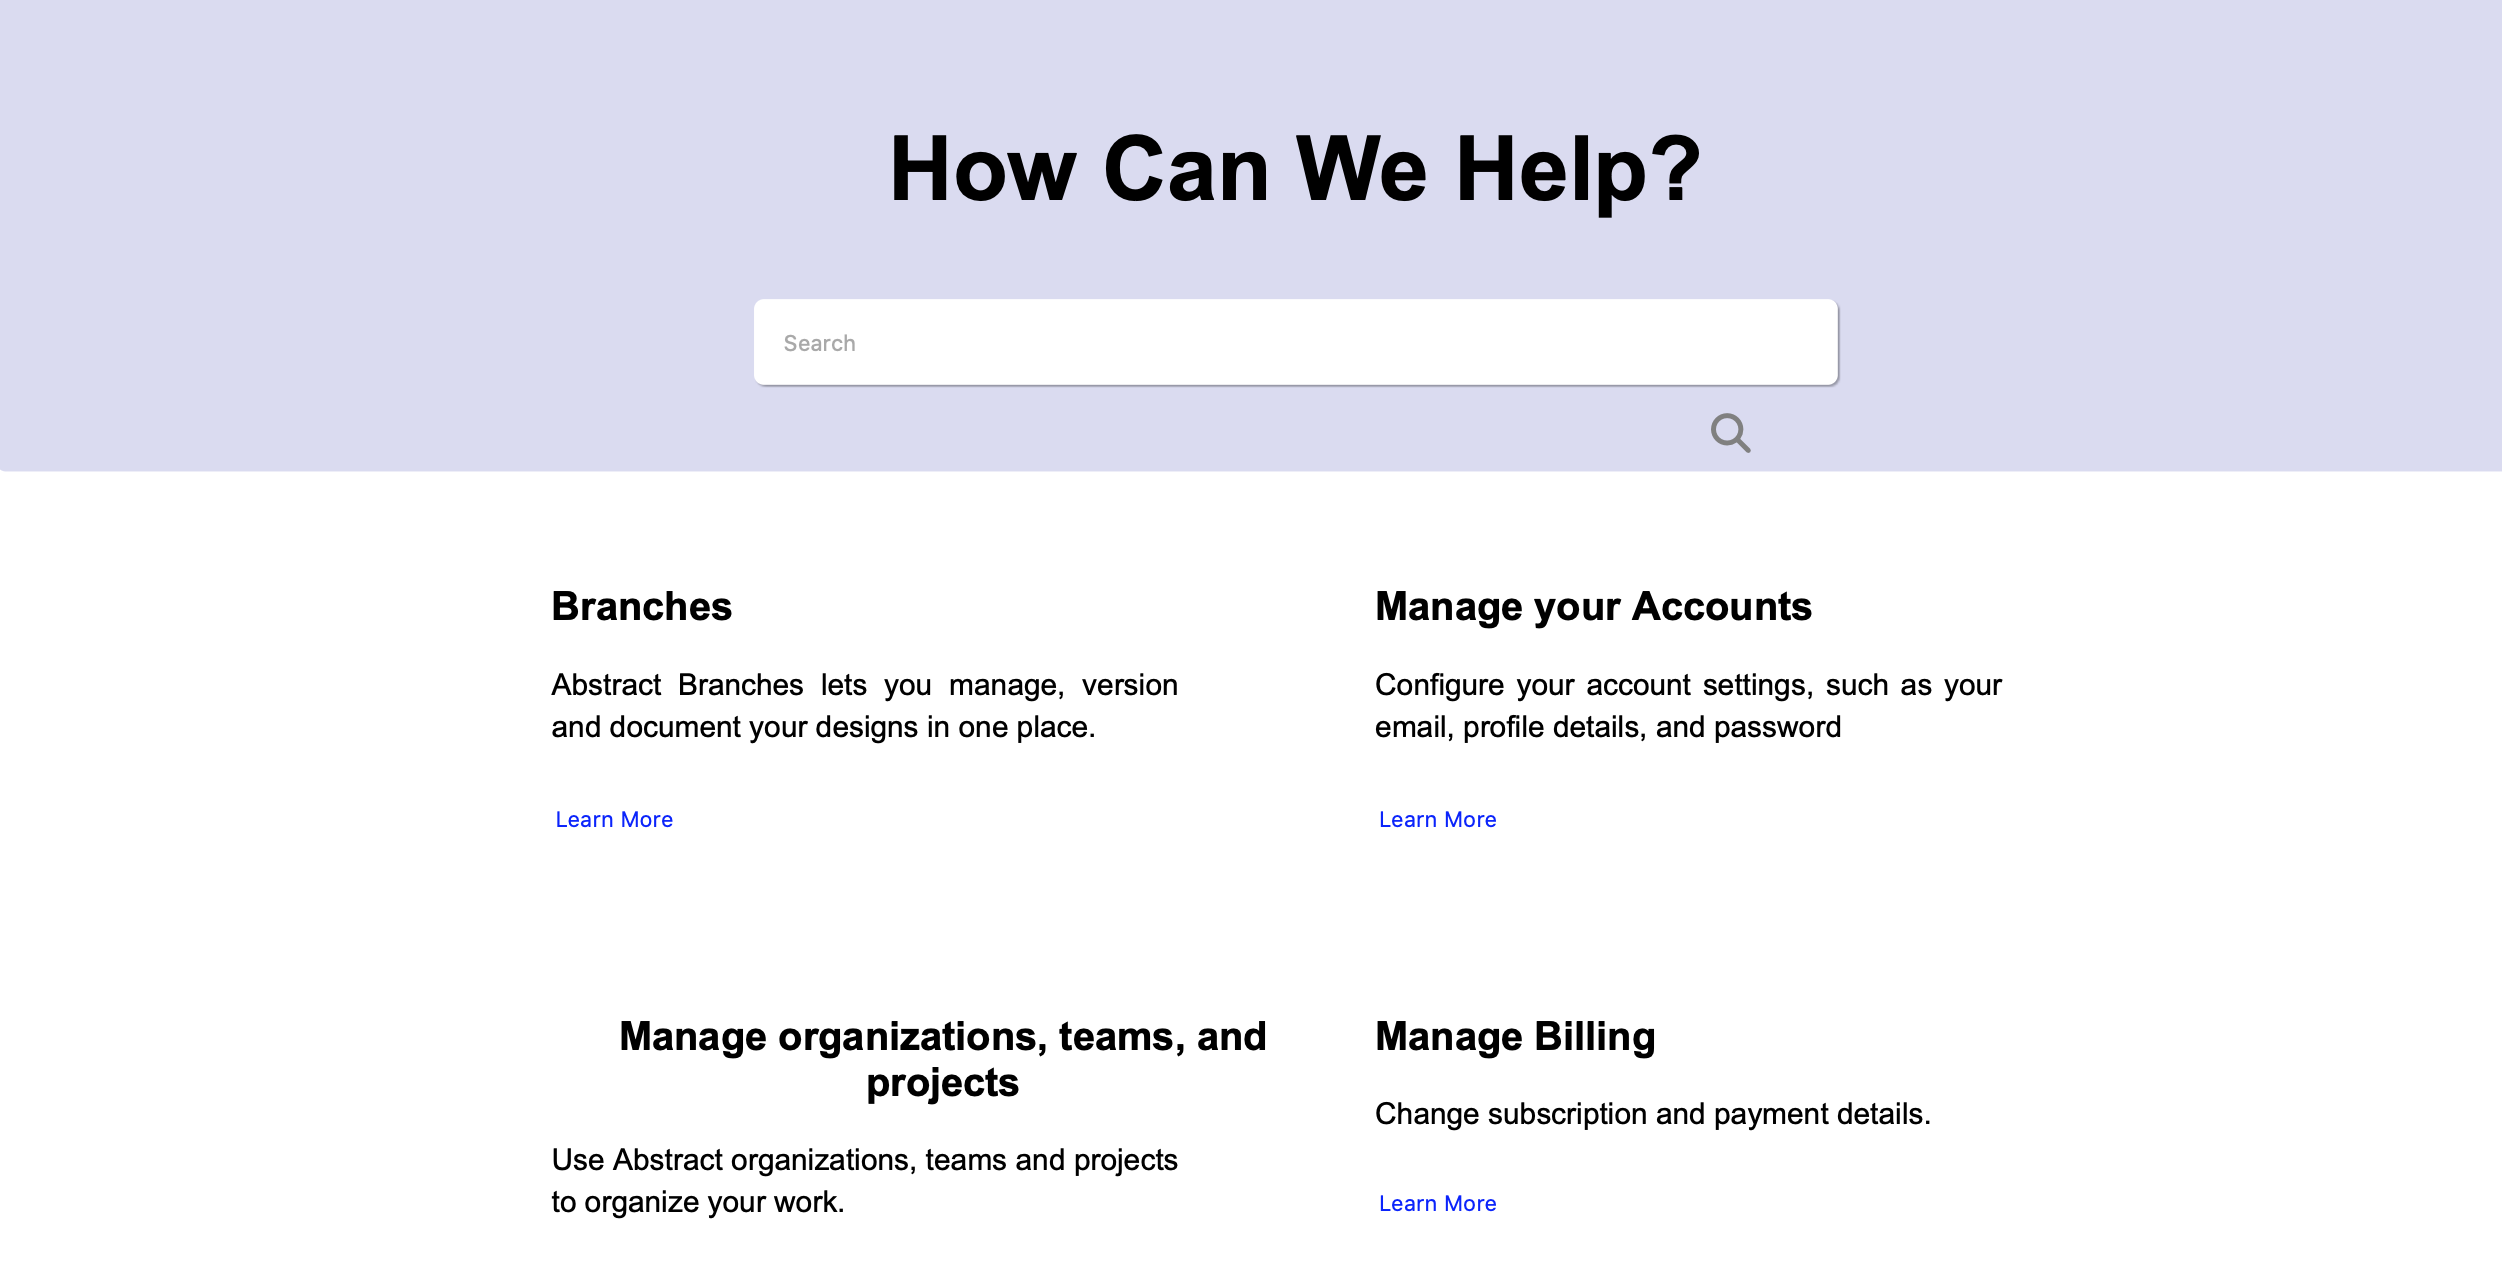 How Can We Help?
Search
Branches
Abstract Branches lets you manage, version
and document your designs in one place.
Learn More
Manage your Accounts
Configure your account settings, such as your
email, profile details, and password
Learn More
Manage organizations, teams, and
projects
Use Abstract organizations, teams and projects
to organize your work.
Manage Billing
Change subscription and payment details.
Learn More